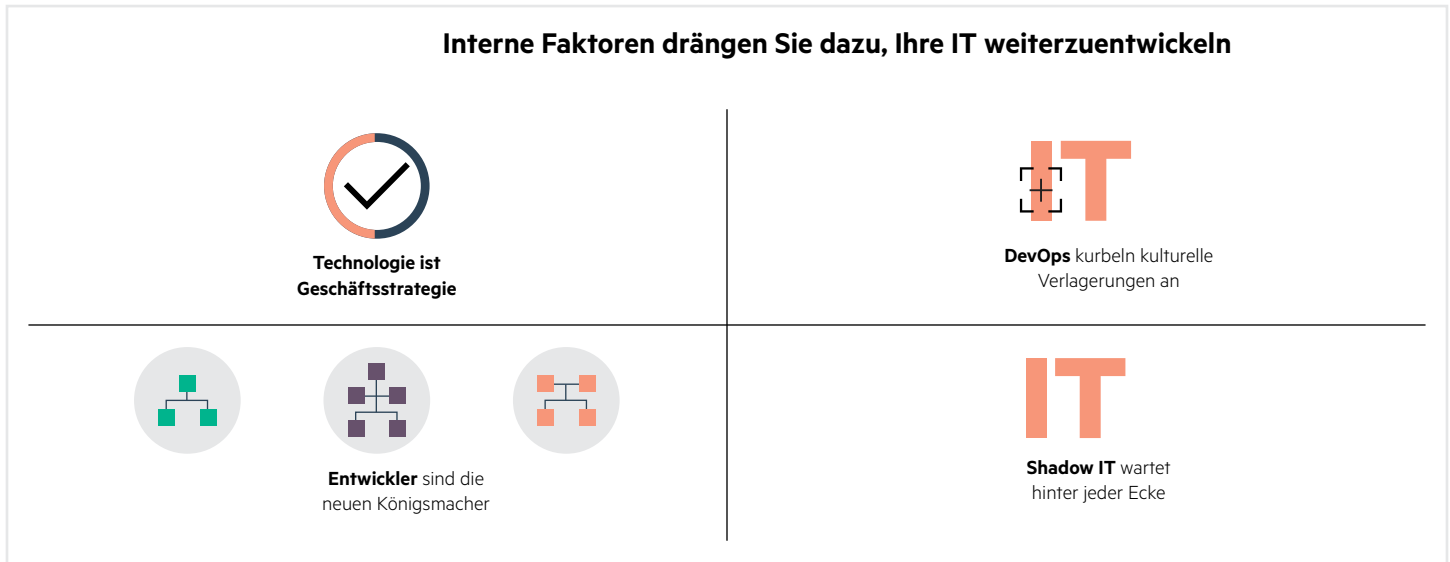 Interne Faktoren drängen Sie dazu, Ihre IT weiterzuentwickeln
Technologie ist
Geschäftsstrategie
IT
DevOps kurbeln kulturelle
Verlagerungen an
Entwickler sind die
neuen Königsmacher
IT
Shadow IT wartet
hinter jeder Ecke